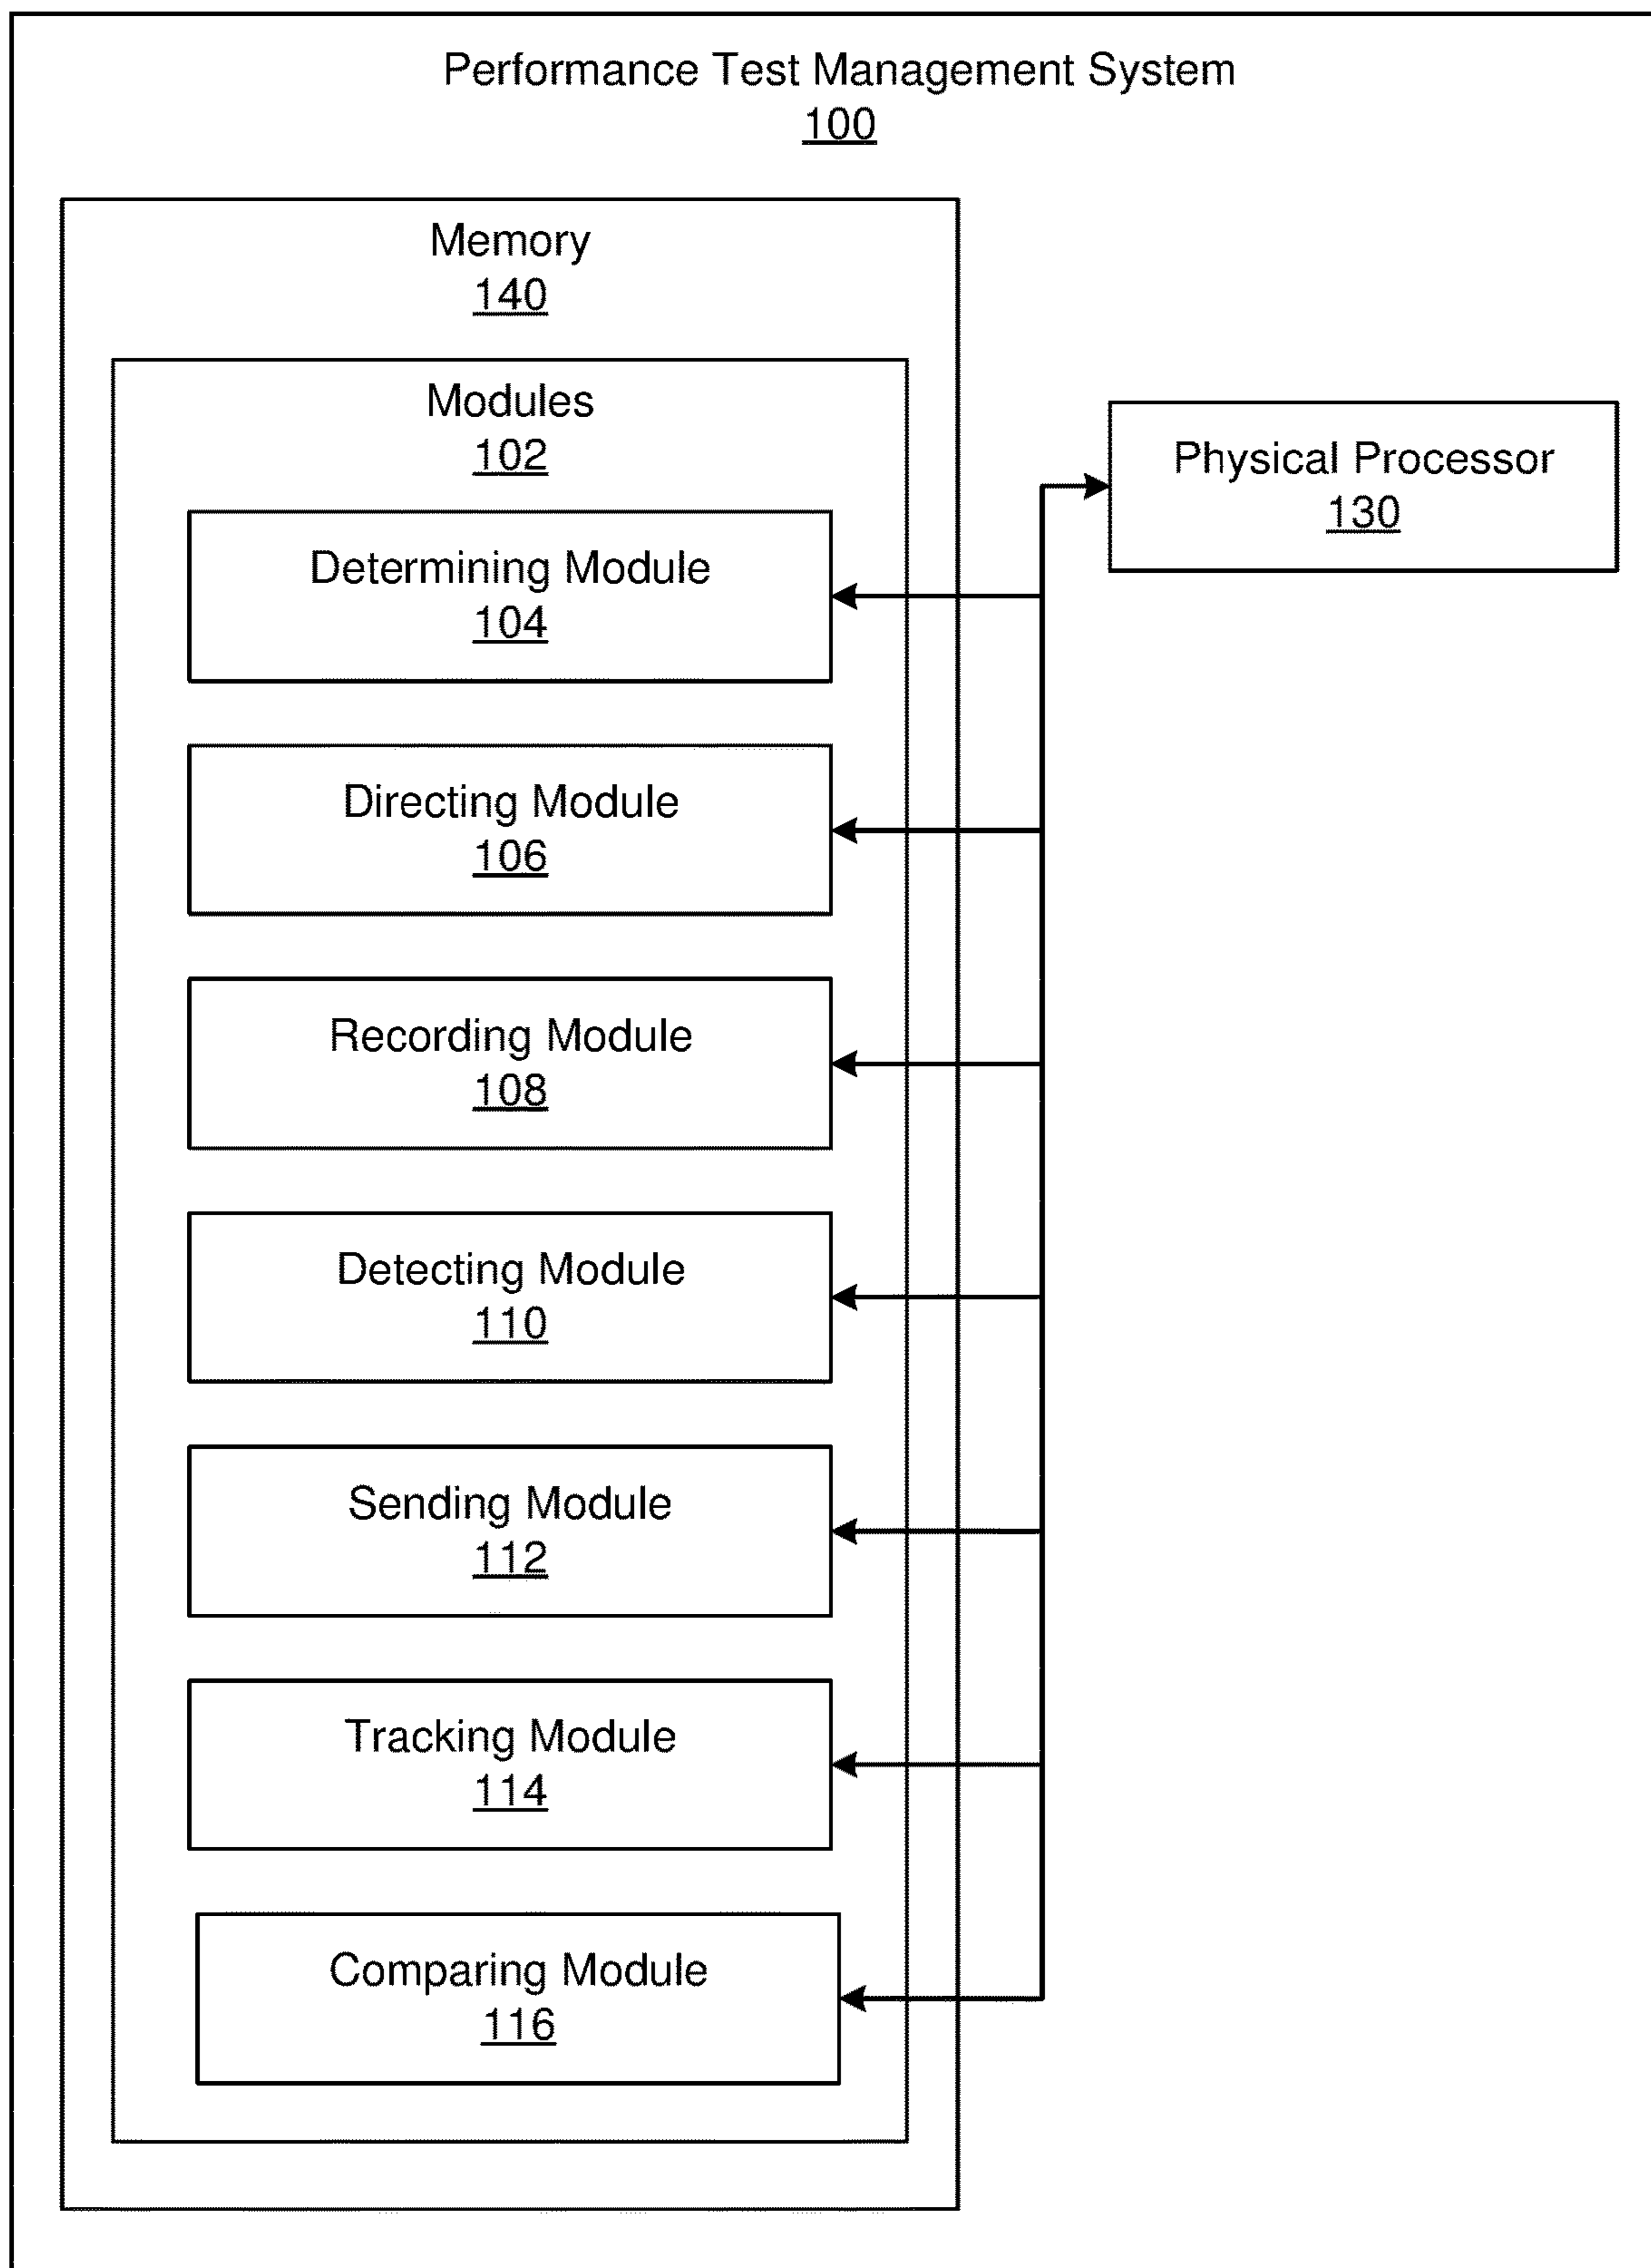 Performance Test Management System
100
Memory
140
Modules
102
Physical Processor
130
Determining Module
104
Directing Module
106
Recording Module
108
Detecting Module
110
Sending Module
112
Tracking Module
114
Comparing Module
116